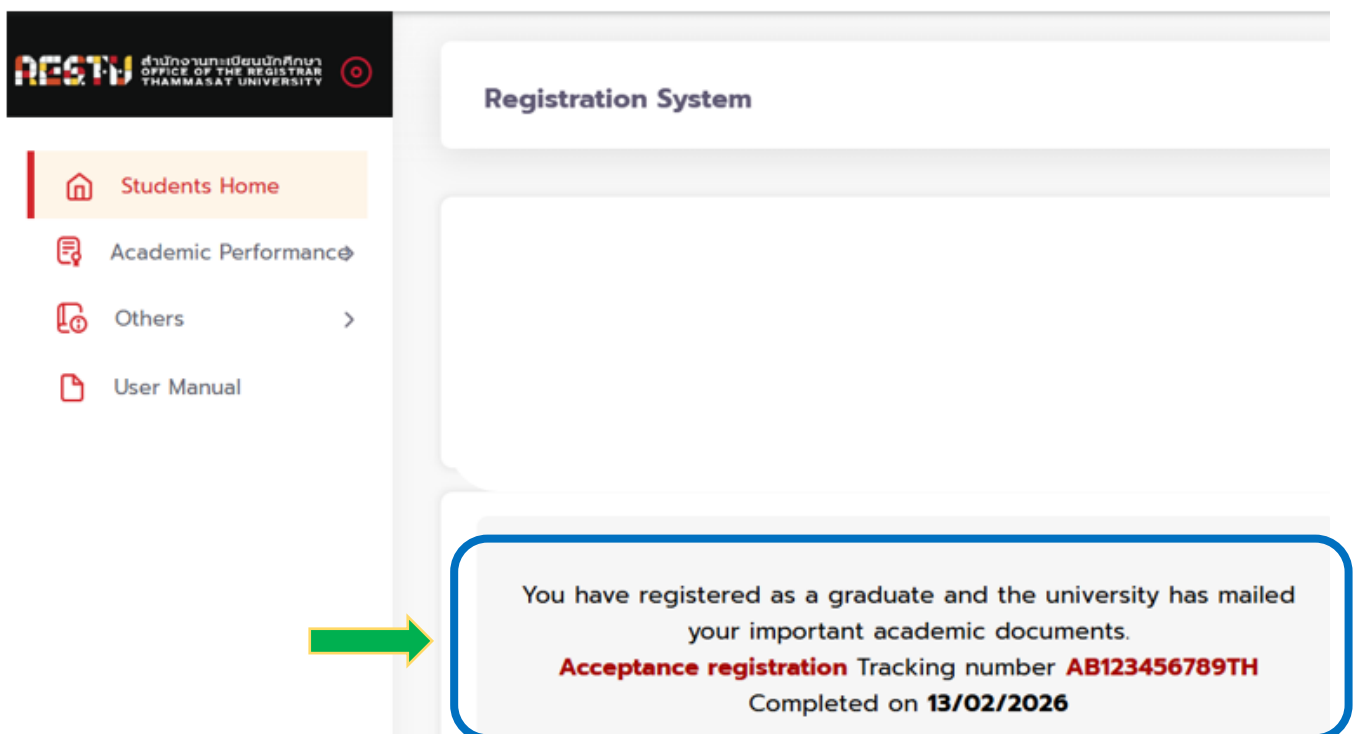 RESTU
สำนักงานทะเบียนนักศึกษา
OFFICE OF THE REGISTRAR
THAMMASAT UNIVERSITY
Registration System
Students Home
Academic Performance
Others
User Manual
You have registered as a graduate and the university has mailed
your important academic documents.
Acceptance registration Tracking number AB123456789TH
Completed on 13/02/2026